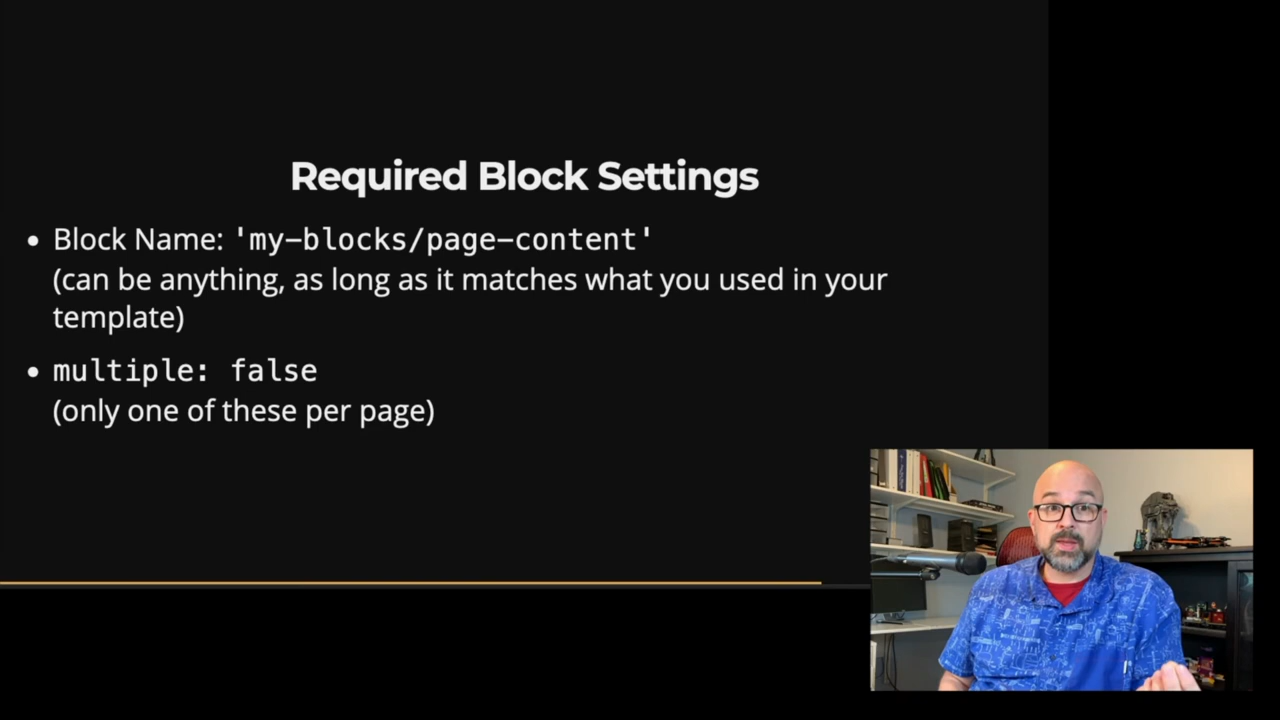 Required Block Settings
• Block Name: 'my-blocks/page-content'
(can be anything, as long as it matches what you used in your
template)
• multiple: false
(only one of these per page)